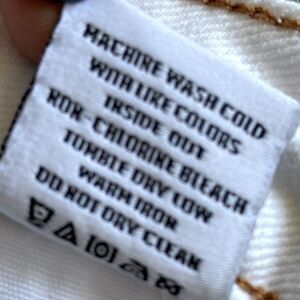 MACHINE WASH COLD
WITH LIKE COLORS
INSIDE OUT
NON-CHLORINE BLEACH
TUMBLE DRY LOW
WARM IRON
DO NOT DRY CLEAN